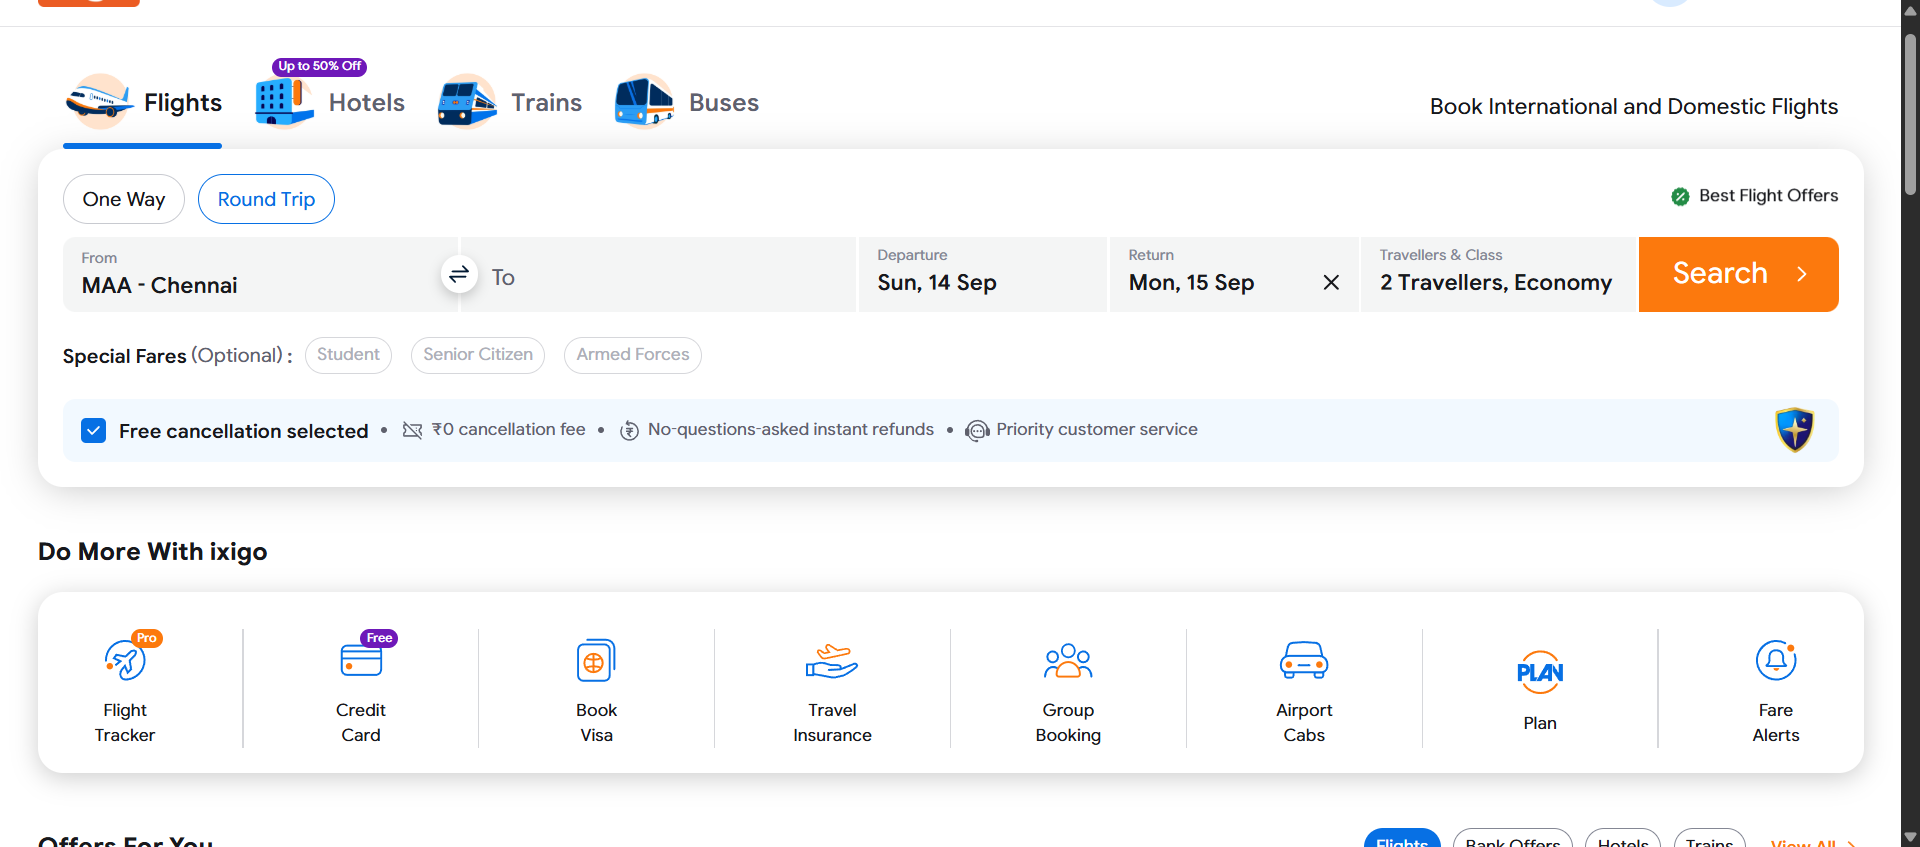 Up to 50% Off
Flights
Hotels
Trains
Buses
Book International and Domestic Flights
One Way
Round Trip
Best Flight Offers
From
MAA - Chennai
To
Departure
Sun, 14 Sep
Return
Mon, 15 Sep
Travellers & Class
2 Travellers, Economy
Search
Special Fares (Optional) :
Student
Senior Citizen
Armed Forces
Free cancellation selected • ₹0 cancellation fee • No-questions-asked instant refunds • Priority customer service
Do More With ixigo
Pro
Flight
Tracker
Free
Credit
Card
Book
Visa
Travel
Insurance
Group
Booking
Airport
Cabs
PLAN
Plan
Fare
Alerts
Offers For You
Flights
Bank Offers
Hotels
Trains
View All